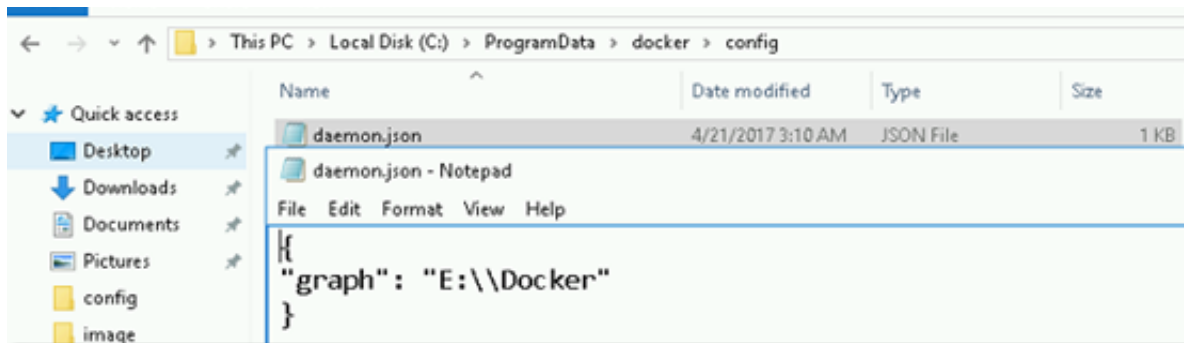 This PC > Local Disk (C:) > ProgramData > docker > config
Name Date modified Type Size
Quick access
daemon.json 4/21/2017 3:10 AM JSON File 1 KB
Desktop
daemon.json - Notepad
Downloads
File Edit Format View Help
Documents
{
Pictures
"graph": "E:\\Docker"
config
}
image